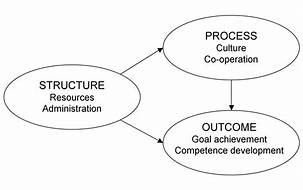 PROCESS
Culture
Co-operation
STRUCTURE
Resources
Administration
OUTCOME
Goal achievement
Competence development